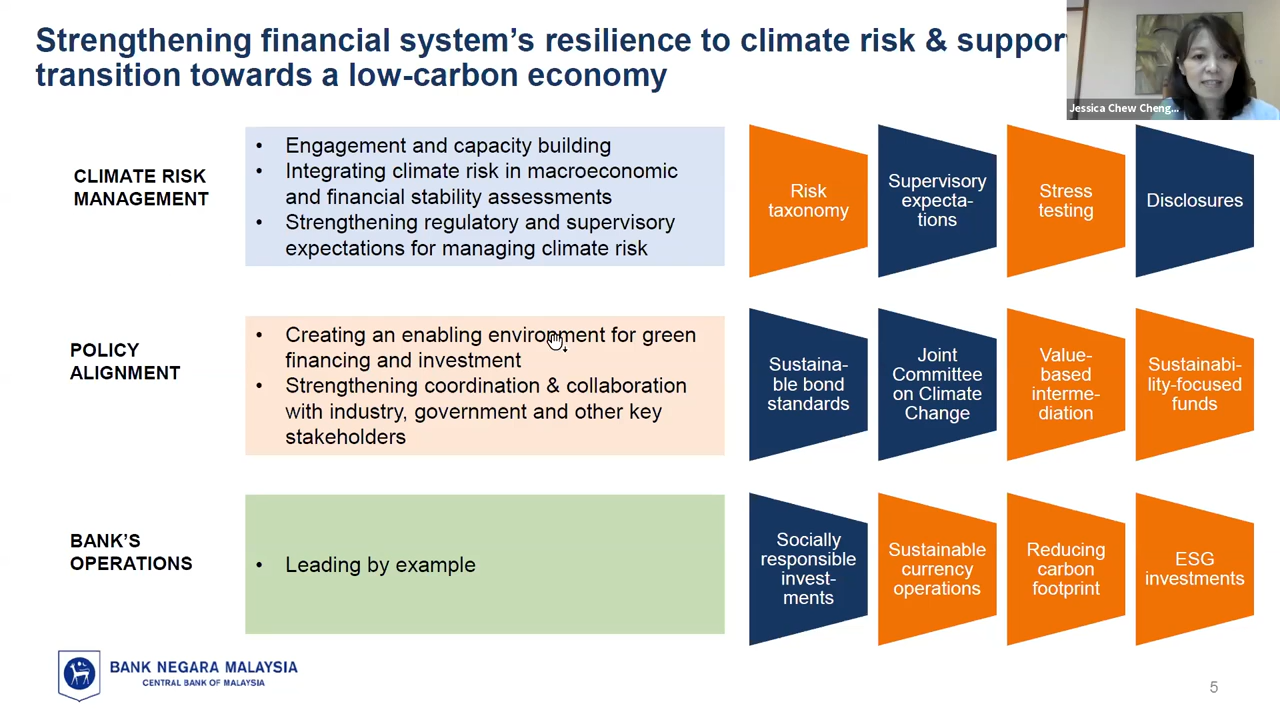 Strengthening financial system's resilience to climate risk & suppor
transition towards a low-carbon economy
Jessica Chew Cheng...
CLIMATE RISK
MANAGEMENT
• Engagement and capacity building
• Integrating climate risk in macroeconomic
and financial stability assessments
• Strengthening regulatory and supervisory
expectations for managing climate risk
Risk
taxonomy
Supervisory
expecta-
tions
Stress
testing
Disclosures
POLICY
ALIGNMENT
• Creating an enabling environment for green
financing and investment
• Strengthening coordination & collaboration
with industry, government and other key
stakeholders
Sustaina-
ble bond
standards
Joint
Committee
on Climate
Change
Value-
based
interme-
diation
Sustainabi-
lity-focused
funds
BANK'S
OPERATIONS
• Leading by example
Socially
responsible
invest-
ments
Sustainable
currency
operations
Reducing
carbon
footprint
ESG
investments
BANK NEGARA MALAYSIA
CENTRAL BANK OF MALAYSIA
5